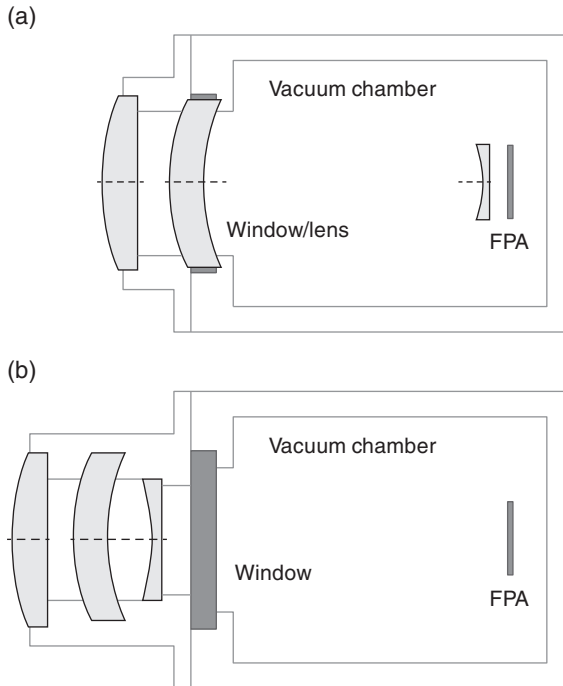 (a)
Vacuum chamber
Window/lens
FPA
(b)
Vacuum chamber
Window
FPA